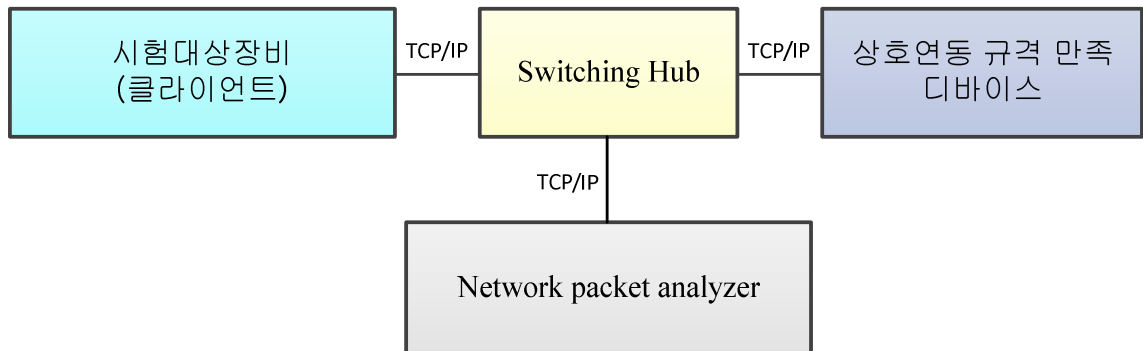 시험대상장비
(클라이언트)
TCP/IP
Switching Hub
TCP/IP
상호연동 규격 만족
디바이스
TCP/IP
Network packet analyzer